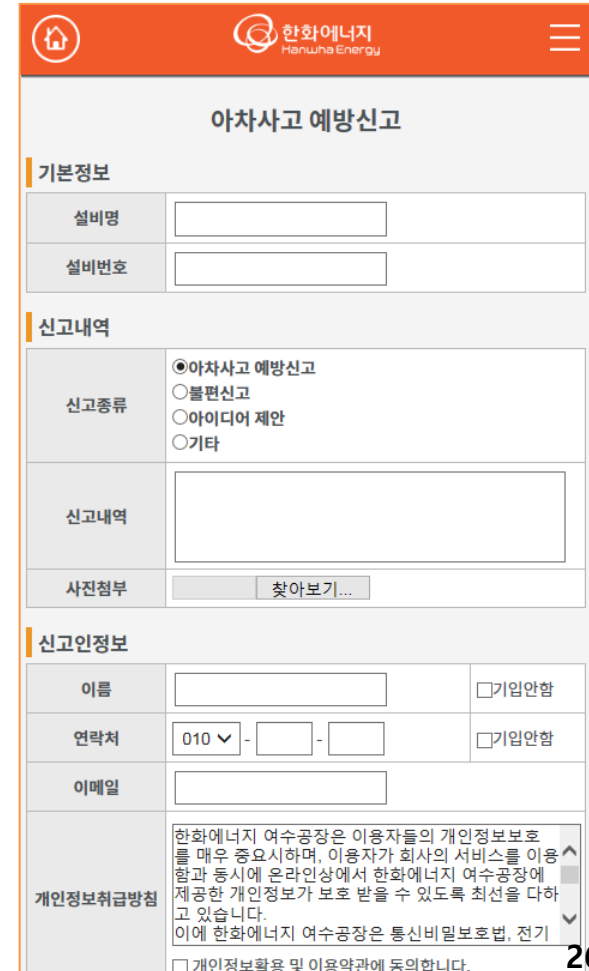 한화에너지
Hanwha Energy
아차사고 예방신고
기본정보
설비명
설비번호
신고내역
신고종류
아차사고 예방신고
불편신고
아이디어 제안
기타
신고내역
사진첨부
찾아보기...
신고인정보
이름
기입안함
연락처
010 - -
기입안함
이메일
개인정보취급방침
한화에너지 여수공장은 이용자들의 개인정보보호
를 매우 중요시하며, 이용자가 회사의 서비스를 이용
함과 동시에 온라인상에서 한화에너지 여수공장에
제공한 개인정보가 보호 받을 수 있도록 최선을 다하
고 있습니다.
이에 한화에너지 여수공장은 통신비밀보호법, 전기
개인정보활용 및 이용약관에 동의합니다.